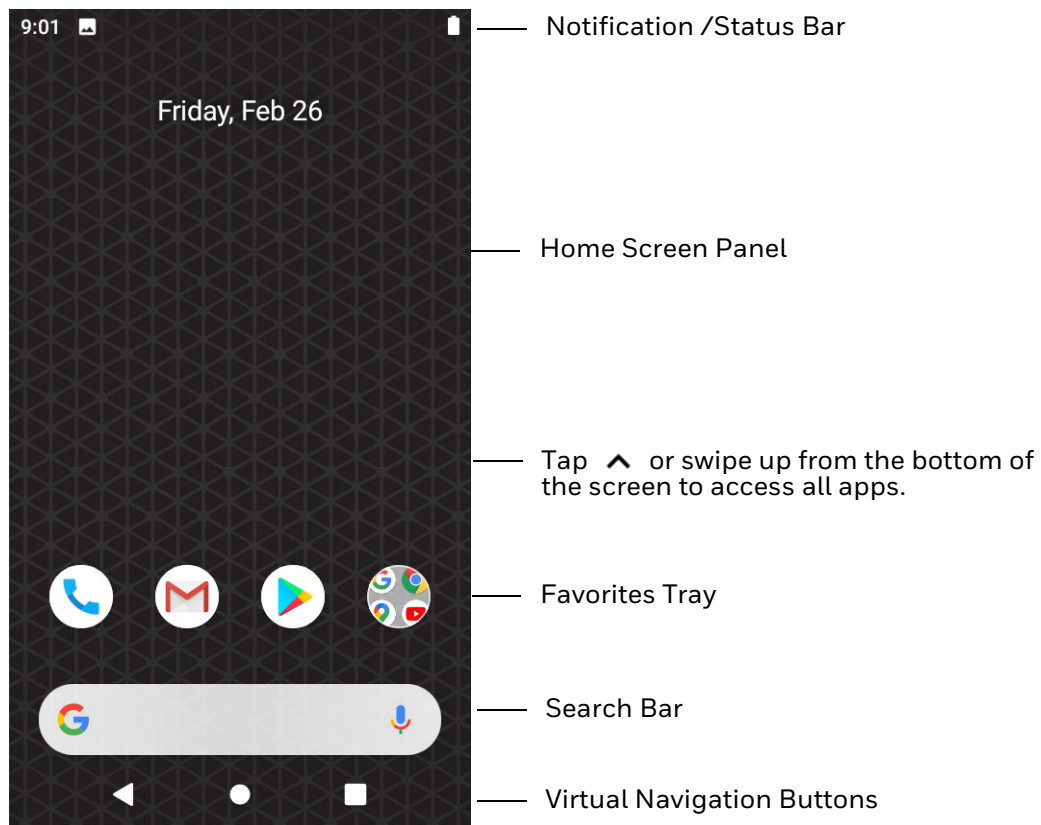 9:01
Notification /Status Bar
Friday, Feb 26
Home Screen Panel
Tap ^ or swipe up from the bottom of
the screen to access all apps.
Favorites Tray
Search Bar
Virtual Navigation Buttons